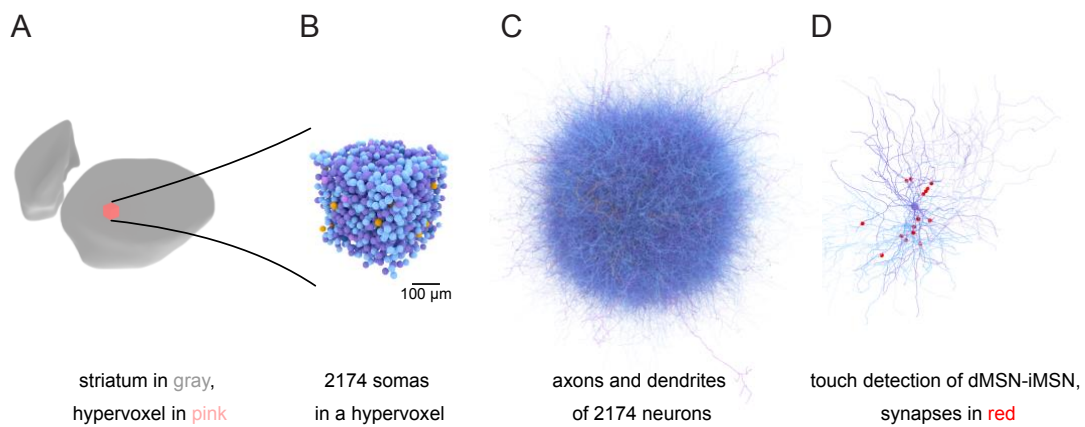 A
B
C
D
100 µm
striatum in gray,
hypervoxel in pink
2174 somas
in a hypervoxel
axons and dendrites
of 2174 neurons
touch detection of dMSN-iMSN,
synapses in red